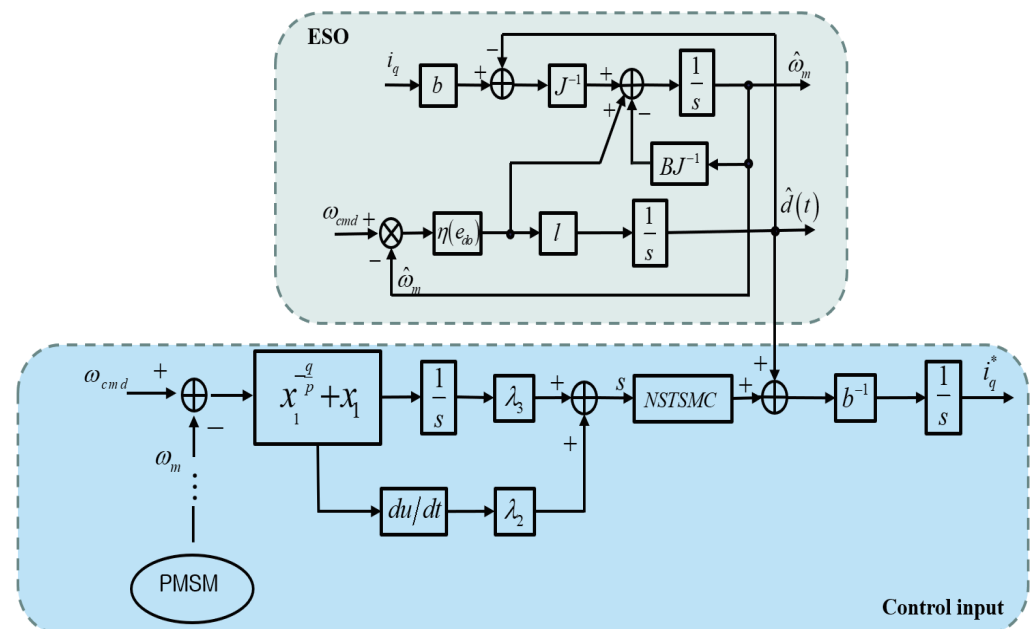 ESO
i_q
b
−
+
J⁻¹
+
+
−
1/s
ω̂_m
BJ⁻¹
ω_cmd
+
−
η(e_do)
l
1/s
d̂(t)
ω̂_m
ω_cmd
+
−
x_1^{-q/p} + x_1
1/s
λ_3
+
+
s
NSTSMC
+
+
b⁻¹
1/s
i_q^*
ω_m
du/dt
λ_2
PMSM
Control input